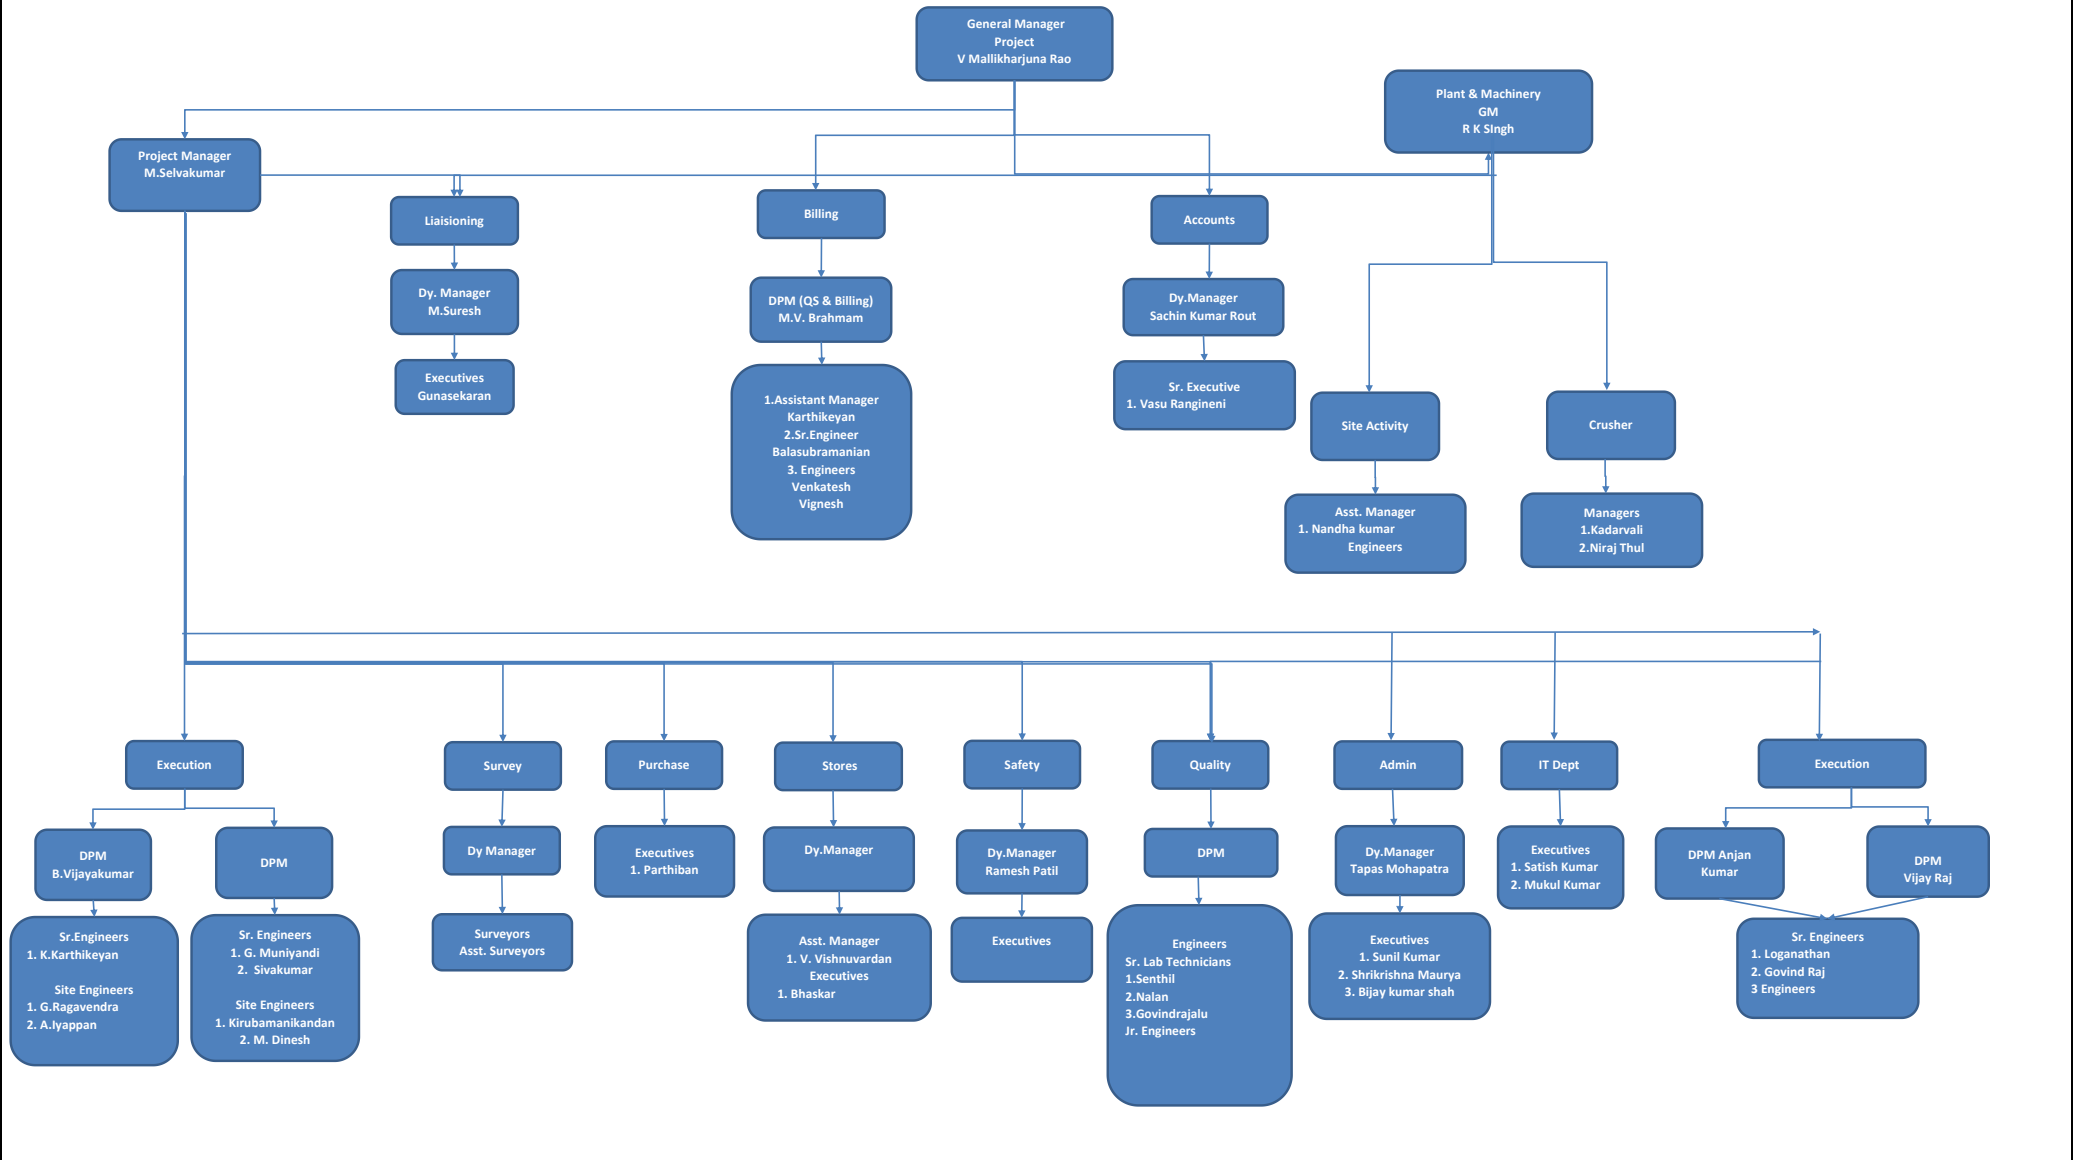 General Manager
Project
V Mallikharjuna Rao
Plant & Machinery
GM
R K SIngh
Project Manager
M.Selvakumar
Liaisioning
Billing
Accounts
Dy. Manager
M.Suresh
DPM (QS & Billing)
M.V. Brahmam
Dy.Manager
Sachin Kumar Rout
Executives
Gunasekaran
1.Assistant Manager
Karthikeyan
2.Sr.Engineer
Balasubramanian
3. Engineers
Venkatesh
Vignesh
Sr. Executive
1. Vasu Rangineni
Site Activity
Crusher
Asst. Manager
1. Nandha kumar
Engineers
Managers
1.Kadarvali
2.Niraj Thul
Execution
Survey
Purchase
Stores
Safety
Quality
Admin
IT Dept
Execution
DPM
B.Vijayakumar
DPM
Dy Manager
Executives
1. Parthiban
Dy.Manager
Dy.Manager
Ramesh Patil
DPM
Dy.Manager
Tapas Mohapatra
Executives
1. Satish Kumar
2. Mukul Kumar
DPM Anjan
Kumar
DPM
Vijay Raj
Sr.Engineers
1. K.Karthikeyan
Site Engineers
1. G.Ragavendra
2. A.Iyappan
Sr. Engineers
1. G. Muniyandi
2. Sivakumar
Site Engineers
1. Kirubamanikandan
2. M. Dinesh
Surveyors
Asst. Surveyors
Asst. Manager
1. V. Vishnuvardan
Executives
1. Bhaskar
Executives
Engineers
Sr. Lab Technicians
1.Senthil
2.Nalan
3.Govindrajalu
Jr. Engineers
Executives
1. Sunil Kumar
2. Shrikrishna Maurya
3. Bijay kumar shah
Sr. Engineers
1. Loganathan
2. Govind Raj
3 Engineers